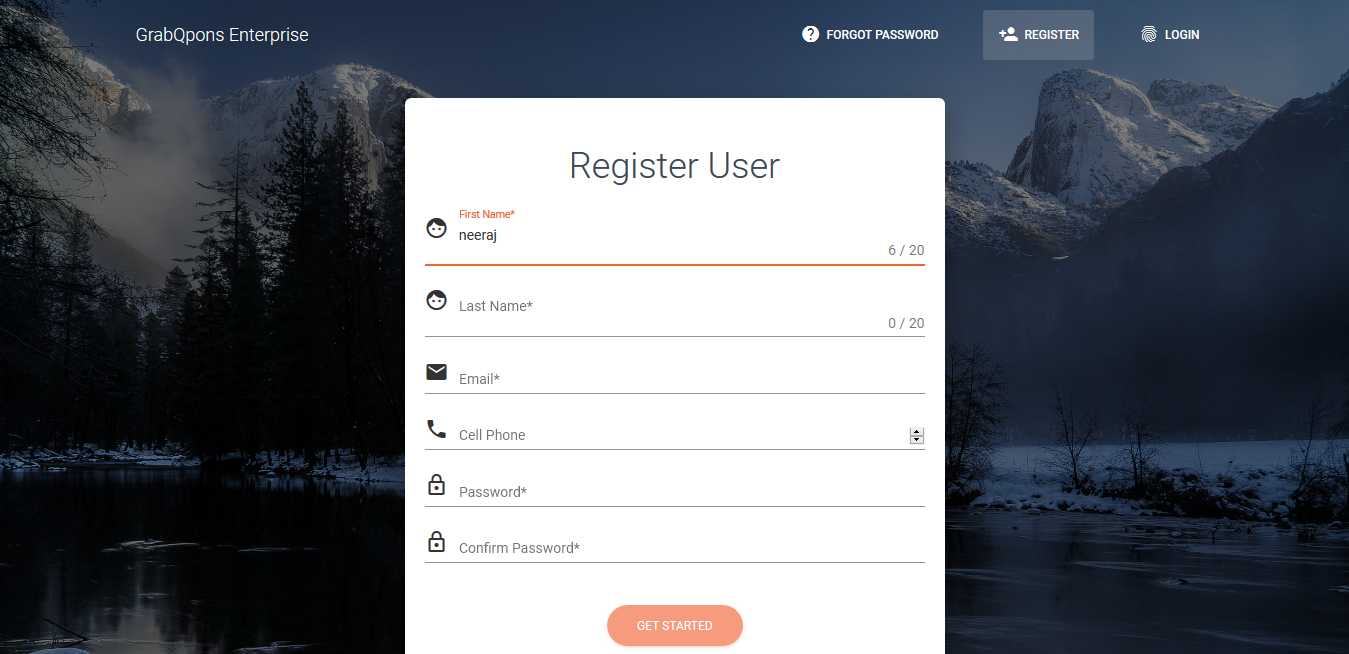 GrabQpons Enterprise
? FORGOT PASSWORD
REGISTER
LOGIN
Register User
First Name*
neeraj
6 / 20
Last Name*
0 / 20
Email*
Cell Phone
Password*
Confirm Password*
GET STARTED